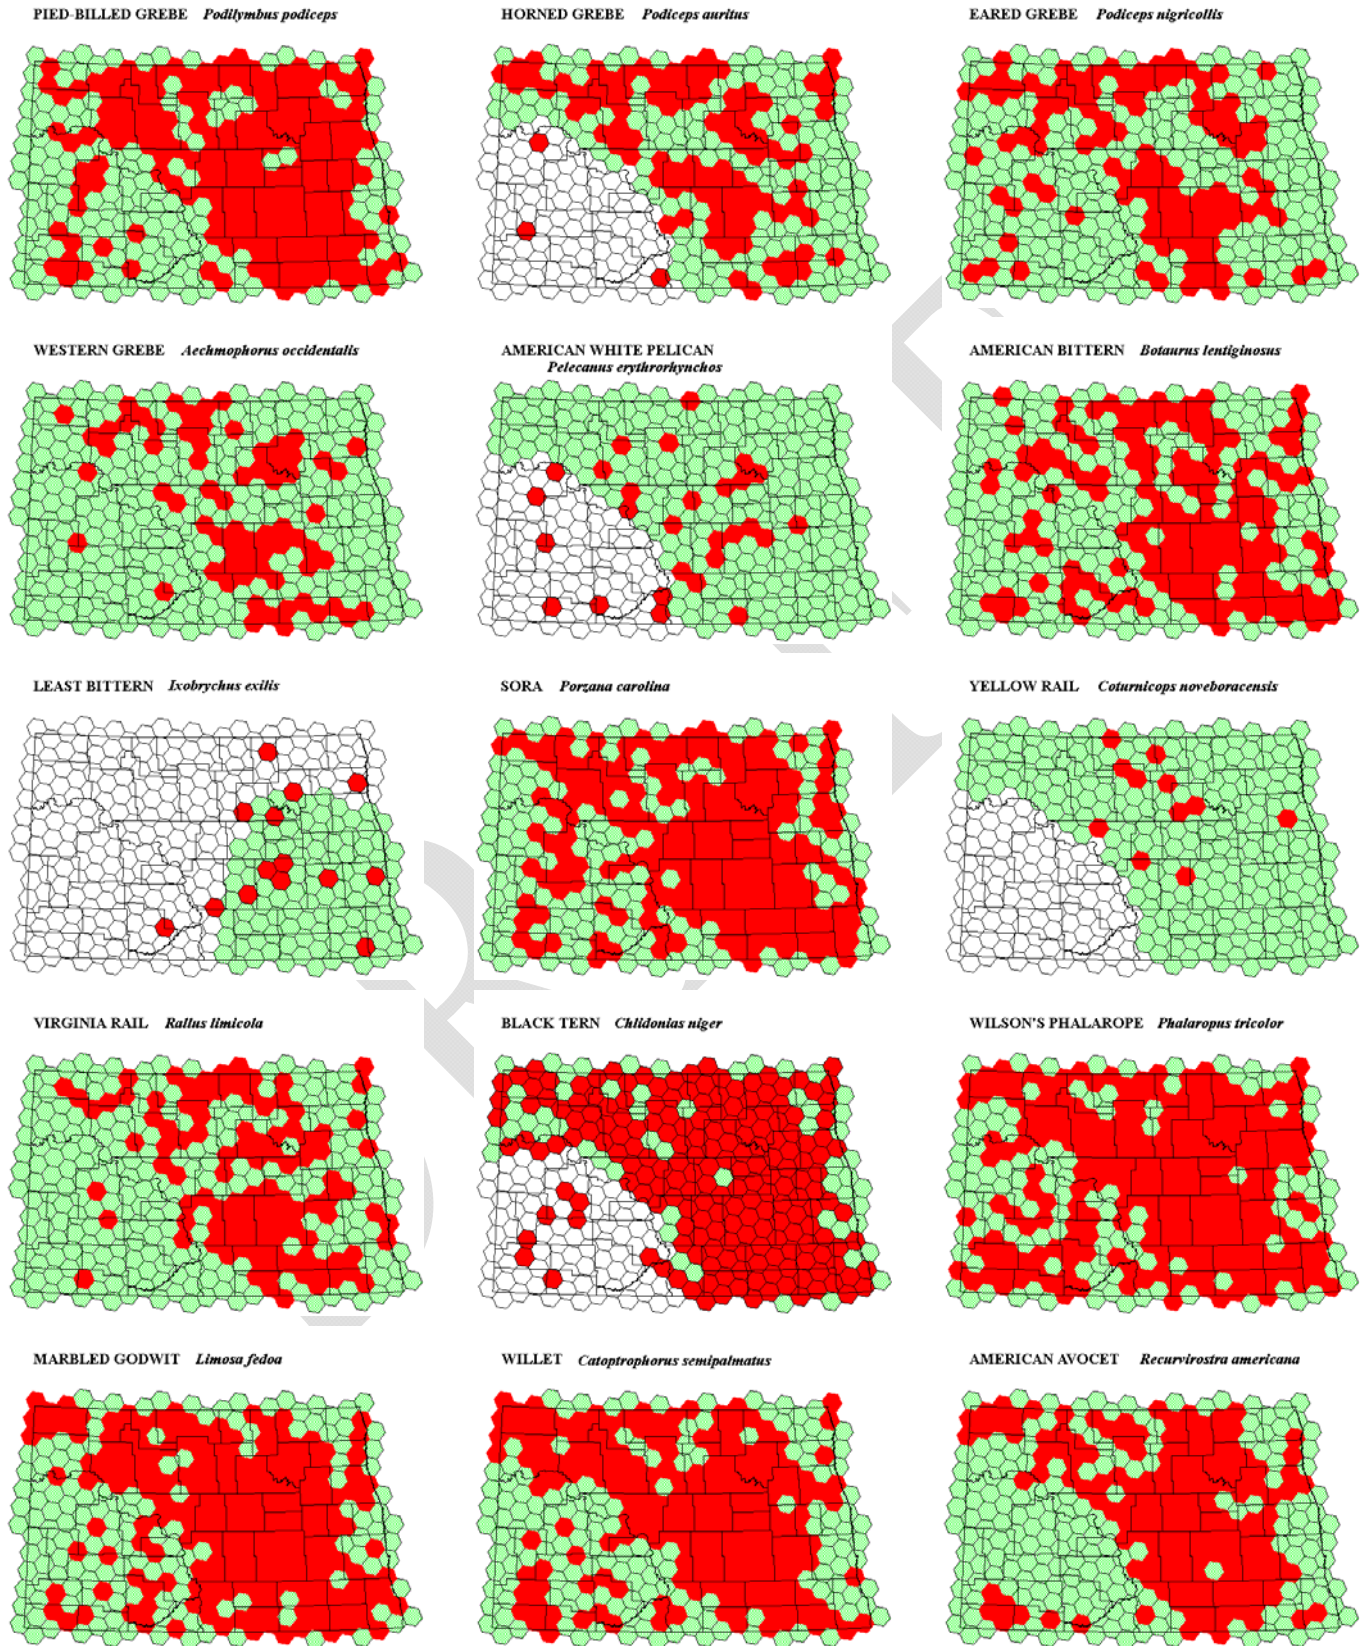 PIED-BILLED GREBE Podilymbus podiceps
HORNED GREBE Podiceps auritus
EARED GREBE Podiceps nigricollis
WESTERN GREBE Aechmophorus occidentalis
AMERICAN WHITE PELICAN
Pelecanus erythrorhynchos
AMERICAN BITTERN Botaurus lentiginosus
LEAST BITTERN Ixobrychus exilis
SORA Porzana carolina
YELLOW RAIL Coturnicops noveboracensis
VIRGINIA RAIL Rallus limicola
BLACK TERN Chlidonias niger
WILSON'S PHALAROPE Phalaropus tricolor
MARBLED GODWIT Limosa fedoa
WILLET Catoptrophorus semipalmatus
AMERICAN AVOCET Recurvirostra americana